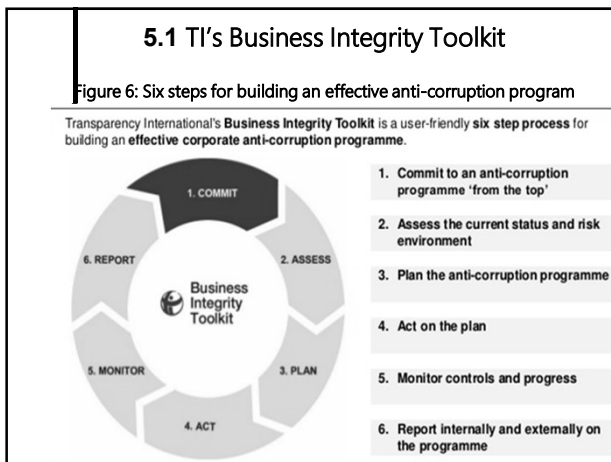 5.1 TI's Business Integrity Toolkit
Figure 6: Six steps for building an effective anti-corruption program
Transparency International's Business Integrity Toolkit is a user-friendly six step process for
building an effective corporate anti-corruption programme.
1. COMMIT
2. ASSESS
3. PLAN
4. ACT
5. MONITOR
6. REPORT
Business
Integrity
Toolkit
1. Commit to an anti-corruption
programme 'from the top'
2. Assess the current status and risk
environment
3. Plan the anti-corruption programme
4. Act on the plan
5. Monitor controls and progress
6. Report internally and externally on
the programme